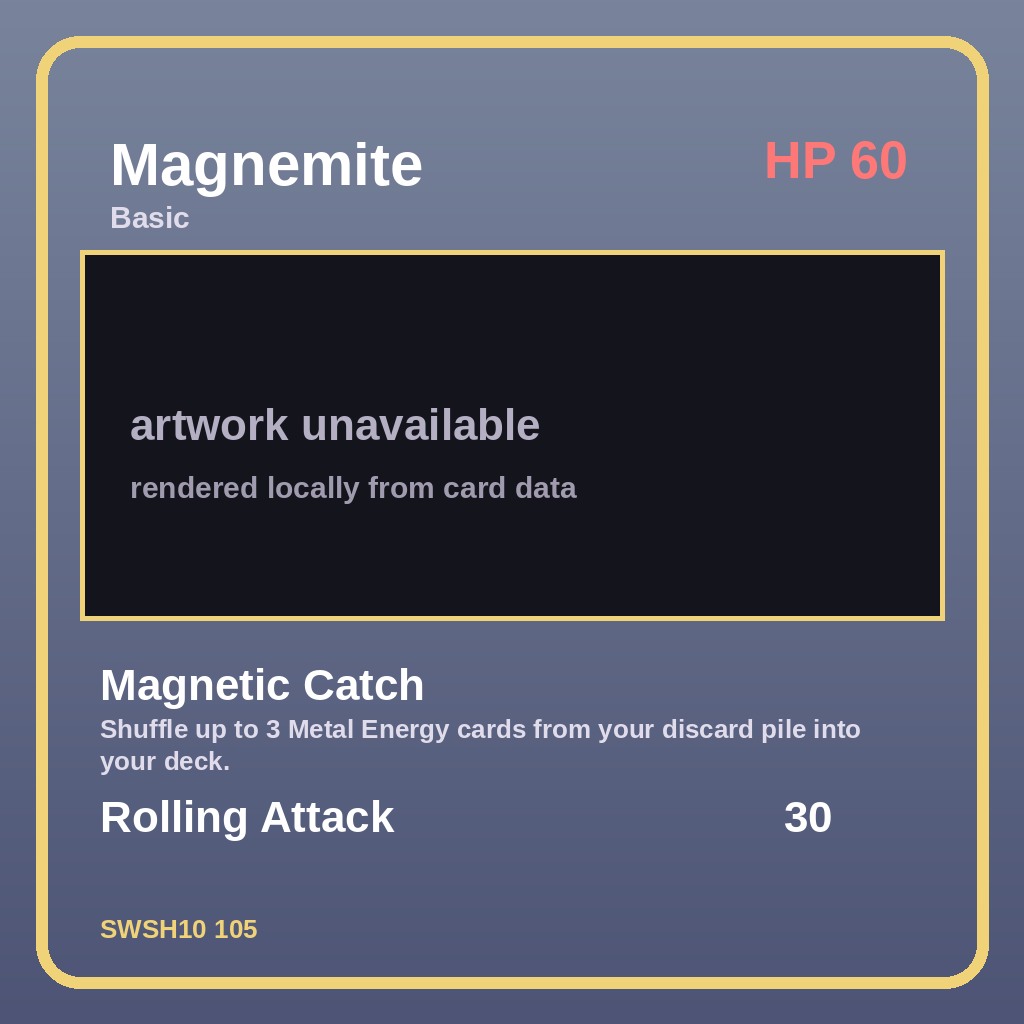 Magnemite
HP 60
Basic
artwork unavailable
rendered locally from card data
Magnetic Catch
Shuffle up to 3 Metal Energy cards from your discard pile into
your deck.
Rolling Attack
30
SWSH10 105